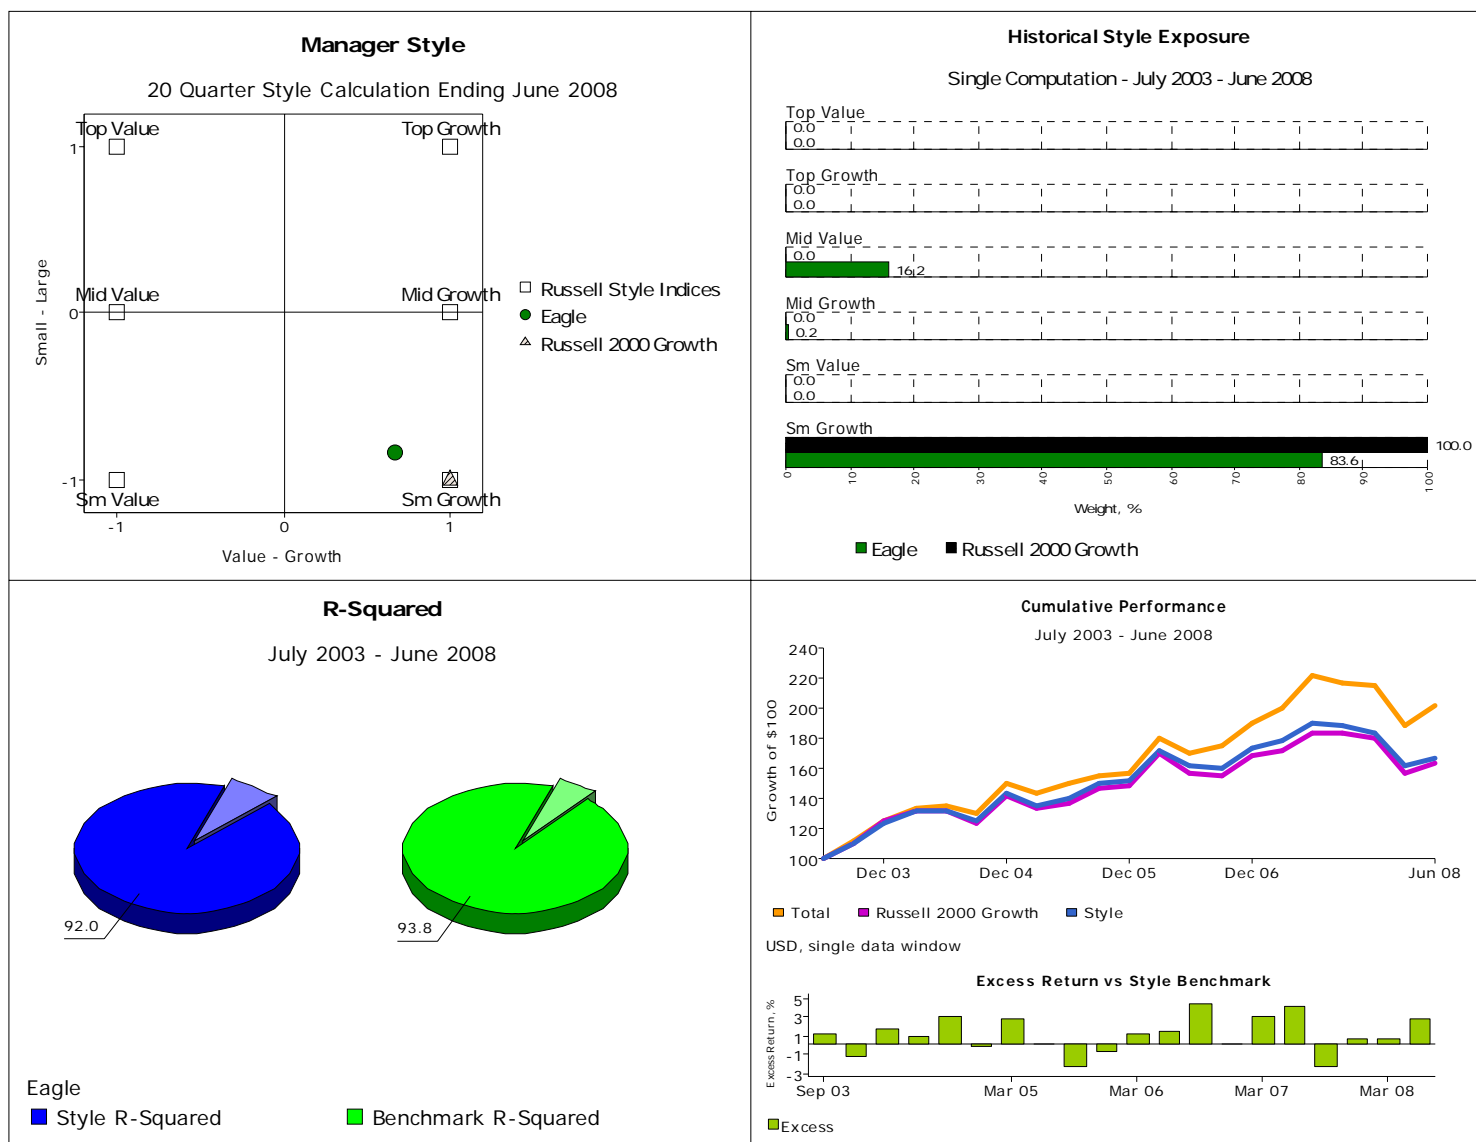 Manager Style
20 Quarter Style Calculation Ending June 2008
Top Value
Top Growth
1
Mid Value
Mid Growth
0
-1
Sm Value
Sm Growth
-1
0
1
Small - Large
Value - Growth
Russell Style Indices
Eagle
Russell 2000 Growth
Historical Style Exposure
Single Computation - July 2003 - June 2008
Top Value
0.0
0.0
Top Growth
0.0
0.0
Mid Value
0.0
16.2
Mid Growth
0.0
0.2
Sm Value
0.0
0.0
Sm Growth
100.0
83.6
0 10 20 30 40 50 60 70 80 90 100
Weight, %
Eagle Russell 2000 Growth
R-Squared
July 2003 - June 2008
92.0
93.8
Eagle
Style R-Squared
Benchmark R-Squared
Cumulative Performance
July 2003 - June 2008
240
220
200
180
160
140
120
100
Growth of $100
Dec 03 Dec 04 Dec 05 Dec 06 Jun 08
Total Russell 2000 Growth Style
USD, single data window
Excess Return vs Style Benchmark
5
3
1
-1
-3
Excess Return, %
Sep 03 Mar 05 Mar 06 Mar 07 Mar 08
Excess